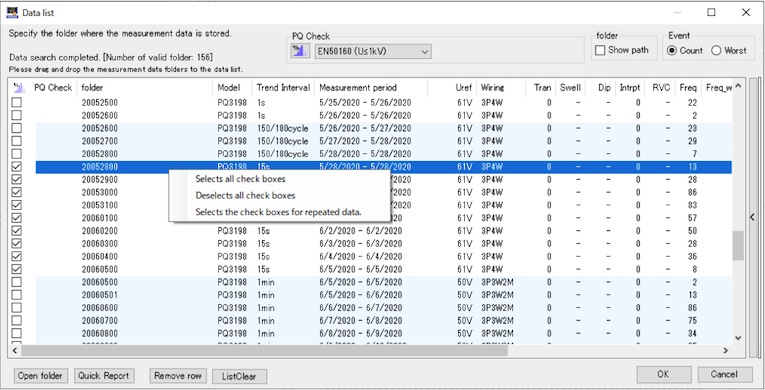 Data list
Specify the folder where the measurement data is stored.
Data search completed. [Number of valid folder: 156]
Please drag and drop the measurement data folders to the data list.
PQ Check
EN50160 (Us1kV)
folder
Show path
Event
Count Worst
PQ Check folder Model Trend Interval Measurement period Uref Wiring Tran Swell Dip Intrpt RVC Freq Freq_w
20052500 PQ3198 1s 5/25/2020 - 5/26/2020 61V 3P4W 0 - - 0 - 22
20052600 PQ3198 1s 5/26/2020 - 5/26/2020 61V 3P4W 0 - - 0 - 2
20052600 PQ3198 150/180cycle 5/26/2020 - 5/27/2020 61V 3P4W 0 - - 0 - 23
20052700 PQ3198 150/180cycle 5/27/2020 - 5/28/2020 61V 3P4W 0 - - 0 - 29
20052800 PQ3198 150/180cycle 5/28/2020 - 5/28/2020 61V 3P4W 0 - - 0 - 7
20052800 PQ3198 15s 5/28/2020 - 5/28/2020 61V 3P4W 0 - - 0 - 13
20052900 61V 3P4W 0 - - 0 - 28
20053000 61V 3P4W 0 - - 0 - 86
20053100 61V 3P4W 0 - - 0 - 83
20060100 61V 3P4W 0 - - 0 - 57
Selects all check boxes
Deselects all check boxes
Selects the check boxes for repeated data.
20060200 PQ3198 15s 6/2/2020 - 6/3/2020 61V 3P4W 0 - - 0 - 50
20060300 PQ3198 15s 6/3/2020 - 6/4/2020 61V 3P4W 0 - - 0 - 28
20060400 PQ3198 15s 6/4/2020 - 6/5/2020 61V 3P4W 0 - - 0 - 36
20060500 PQ3198 15s 6/5/2020 - 6/5/2020 61V 3P4W 0 - - 0 - 8
20060500 PQ3198 1min 6/5/2020 - 6/5/2020 50V 3P3W2M 0 - - 0 - 2
20060501 PQ3198 1min 6/5/2020 - 6/6/2020 50V 3P3W2M 0 - - 0 - 13
20060600 PQ3198 1min 6/6/2020 - 6/7/2020 50V 3P3W2M 0 - - 0 - 86
20060700 PQ3198 1min 6/7/2020 - 6/8/2020 50V 3P3W2M 0 - - 0 - 75
20060800 PQ3198 1min 6/8/2020 - 6/9/2020 50V 3P3W2M 0 - - 0 - 34
Open folder Quick Report Remove row ListClear OK Cancel